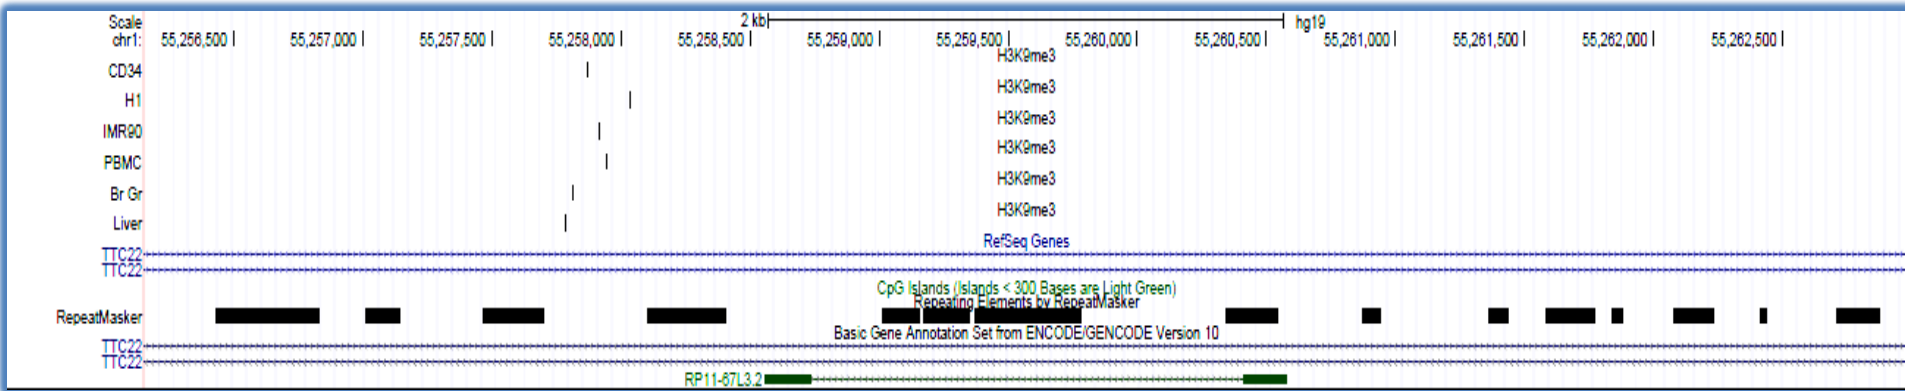 Scale 2 kb hg19
chr1: 55,256,500 55,257,000 55,257,500 55,258,000 55,258,500 55,259,000 55,259,500 55,260,000 55,260,500 55,261,000 55,261,500 55,262,000 55,262,500
H3K9me3
CD34
H3K9me3
H1
H3K9me3
IMR90
H3K9me3
PBMC
H3K9me3
Br Gr
H3K9me3
Liver
RefSeq Genes
TTC22
TTC22
CpG Islands (Islands < 300 Bases are Light Green)
Repeating Elements by RepeatMasker
RepeatMasker
Basic Gene Annotation Set from ENCODE/GENCODE Version 10
TTC22
TTC22
RP11-67L3.2